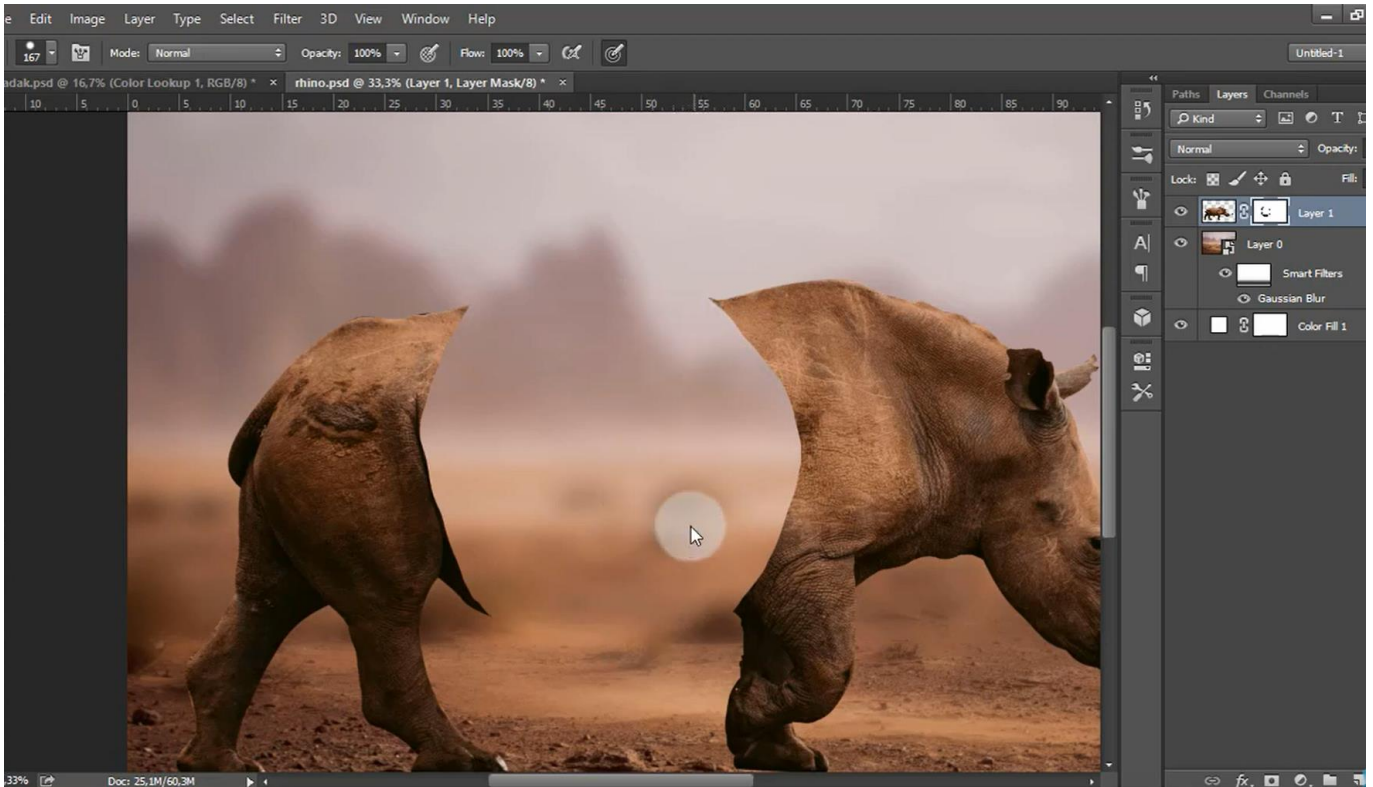 e Edit Image Layer Type Select Filter 3D View Window Help
167 Mode: Normal Opacity: 100% Flow: 100% Untitled-1
adak.psd @ 16,7% (Color Lookup 1, RGB/8) * × rhino.psd @ 33,3% (Layer 1, Layer Mask/8) * ×
10 5 0 5 10 15 20 25 30 35 40 45 50 55 60 65 70 75 80 85 90
Paths Layers Channels
Kind T
Normal Opacity:
Lock: Fill:
Layer 1
A Layer 0
Smart Filters
Gaussian Blur
Color Fill 1
,33% Doc: 25,1M/60,3M fx